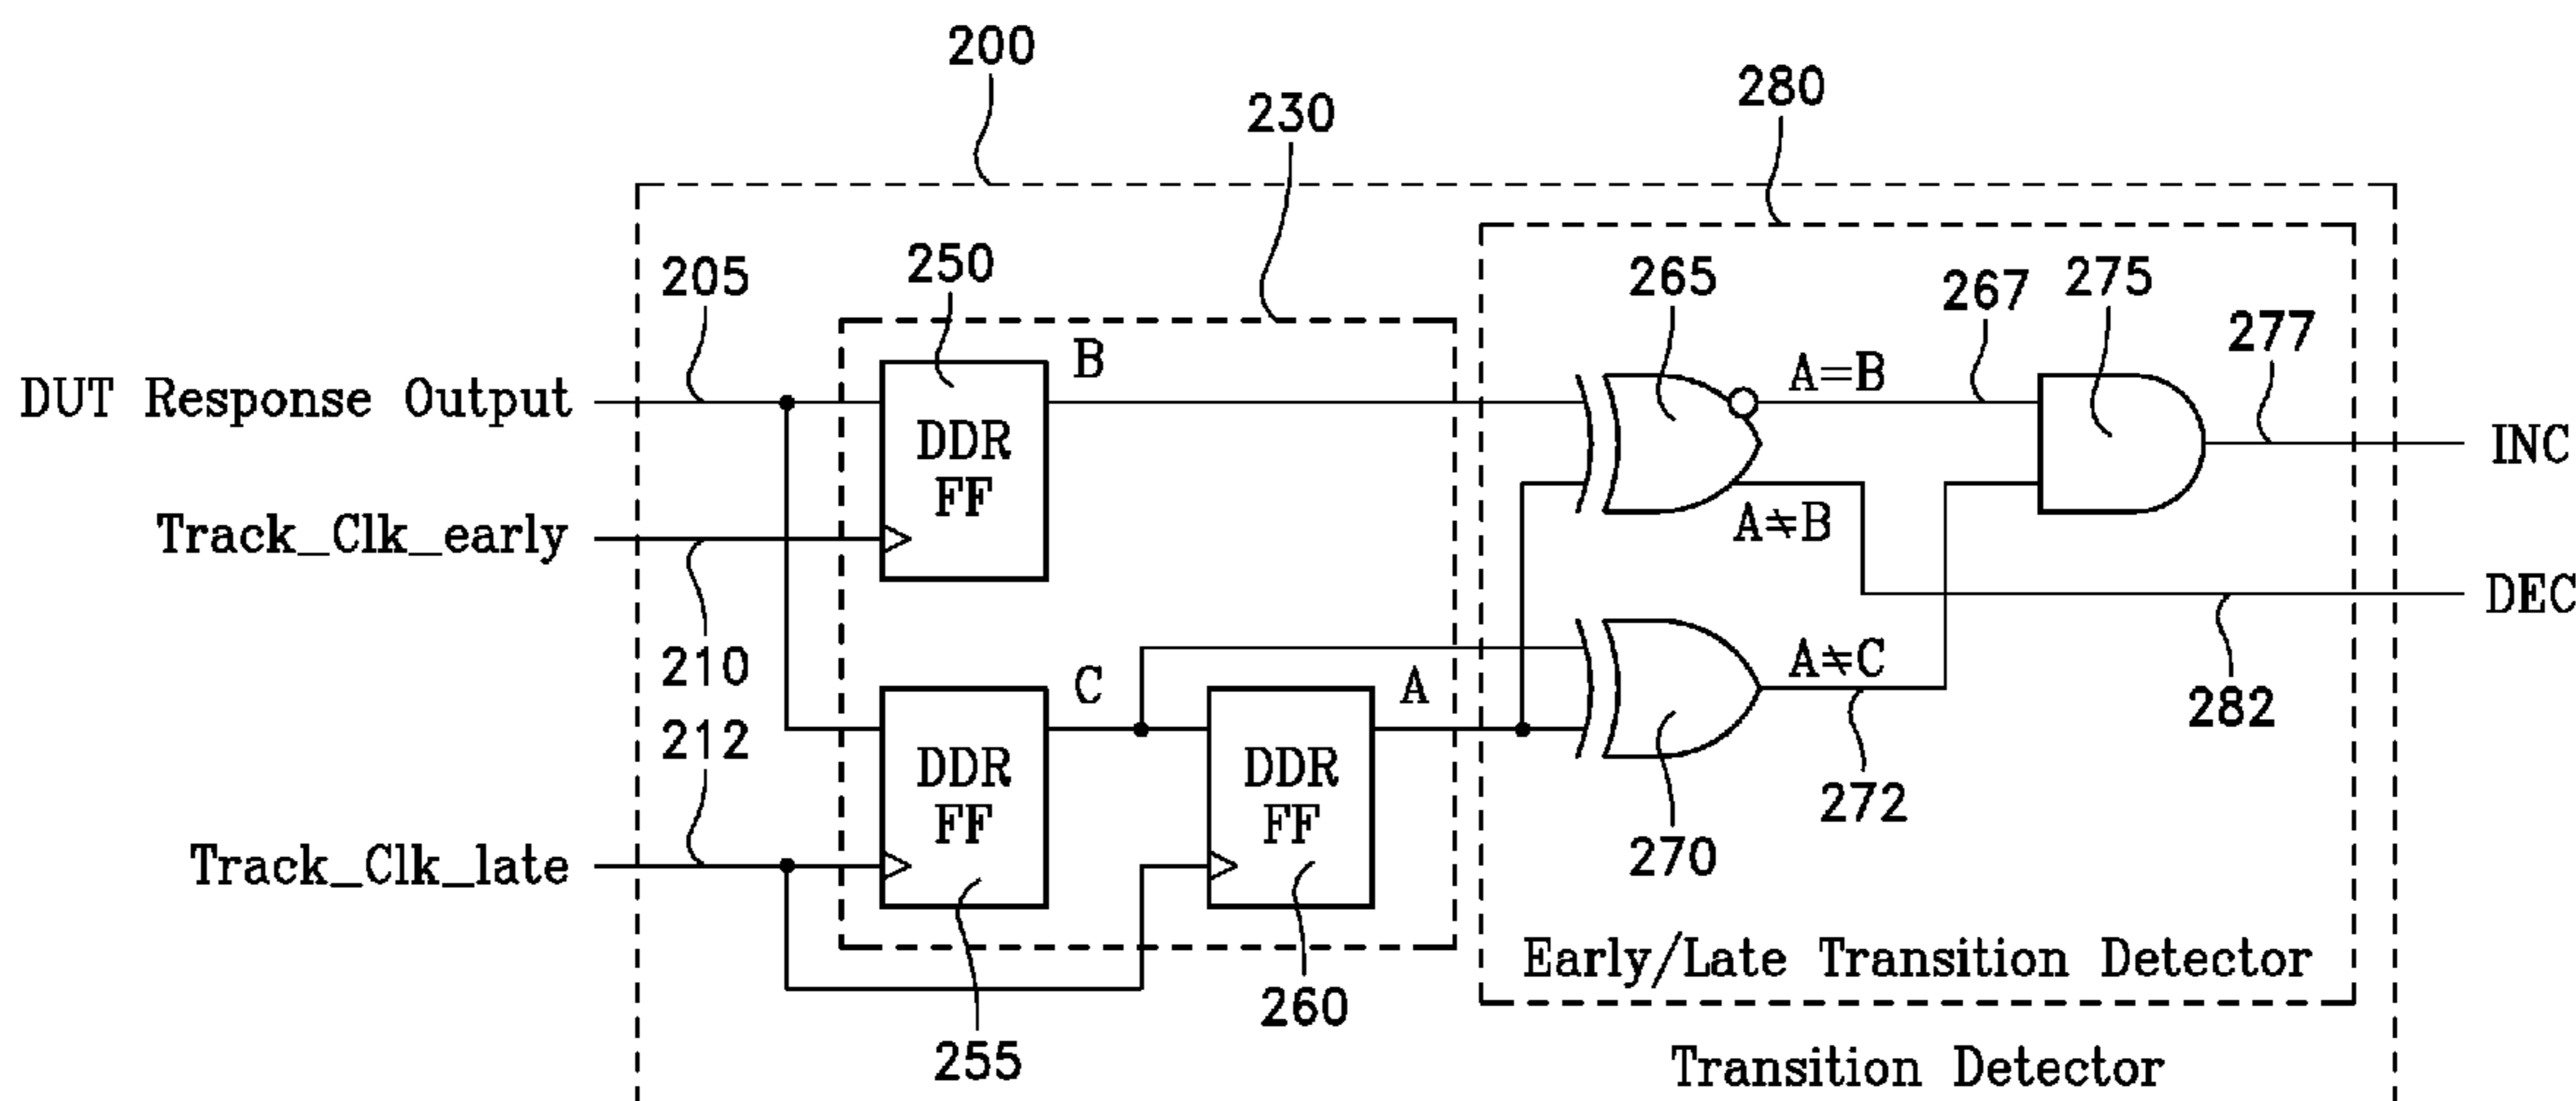 200
280
230
250
205
265
267
275
277
B
A=B
DUT Response Output
DDR
FF
INC
A≠B
Track_Clk_early
DEC
210
C
A
A≠C
282
212
DDR
FF
DDR
FF
272
270
Track_Clk_late
Early/Late Transition Detector
260
255
Transition Detector